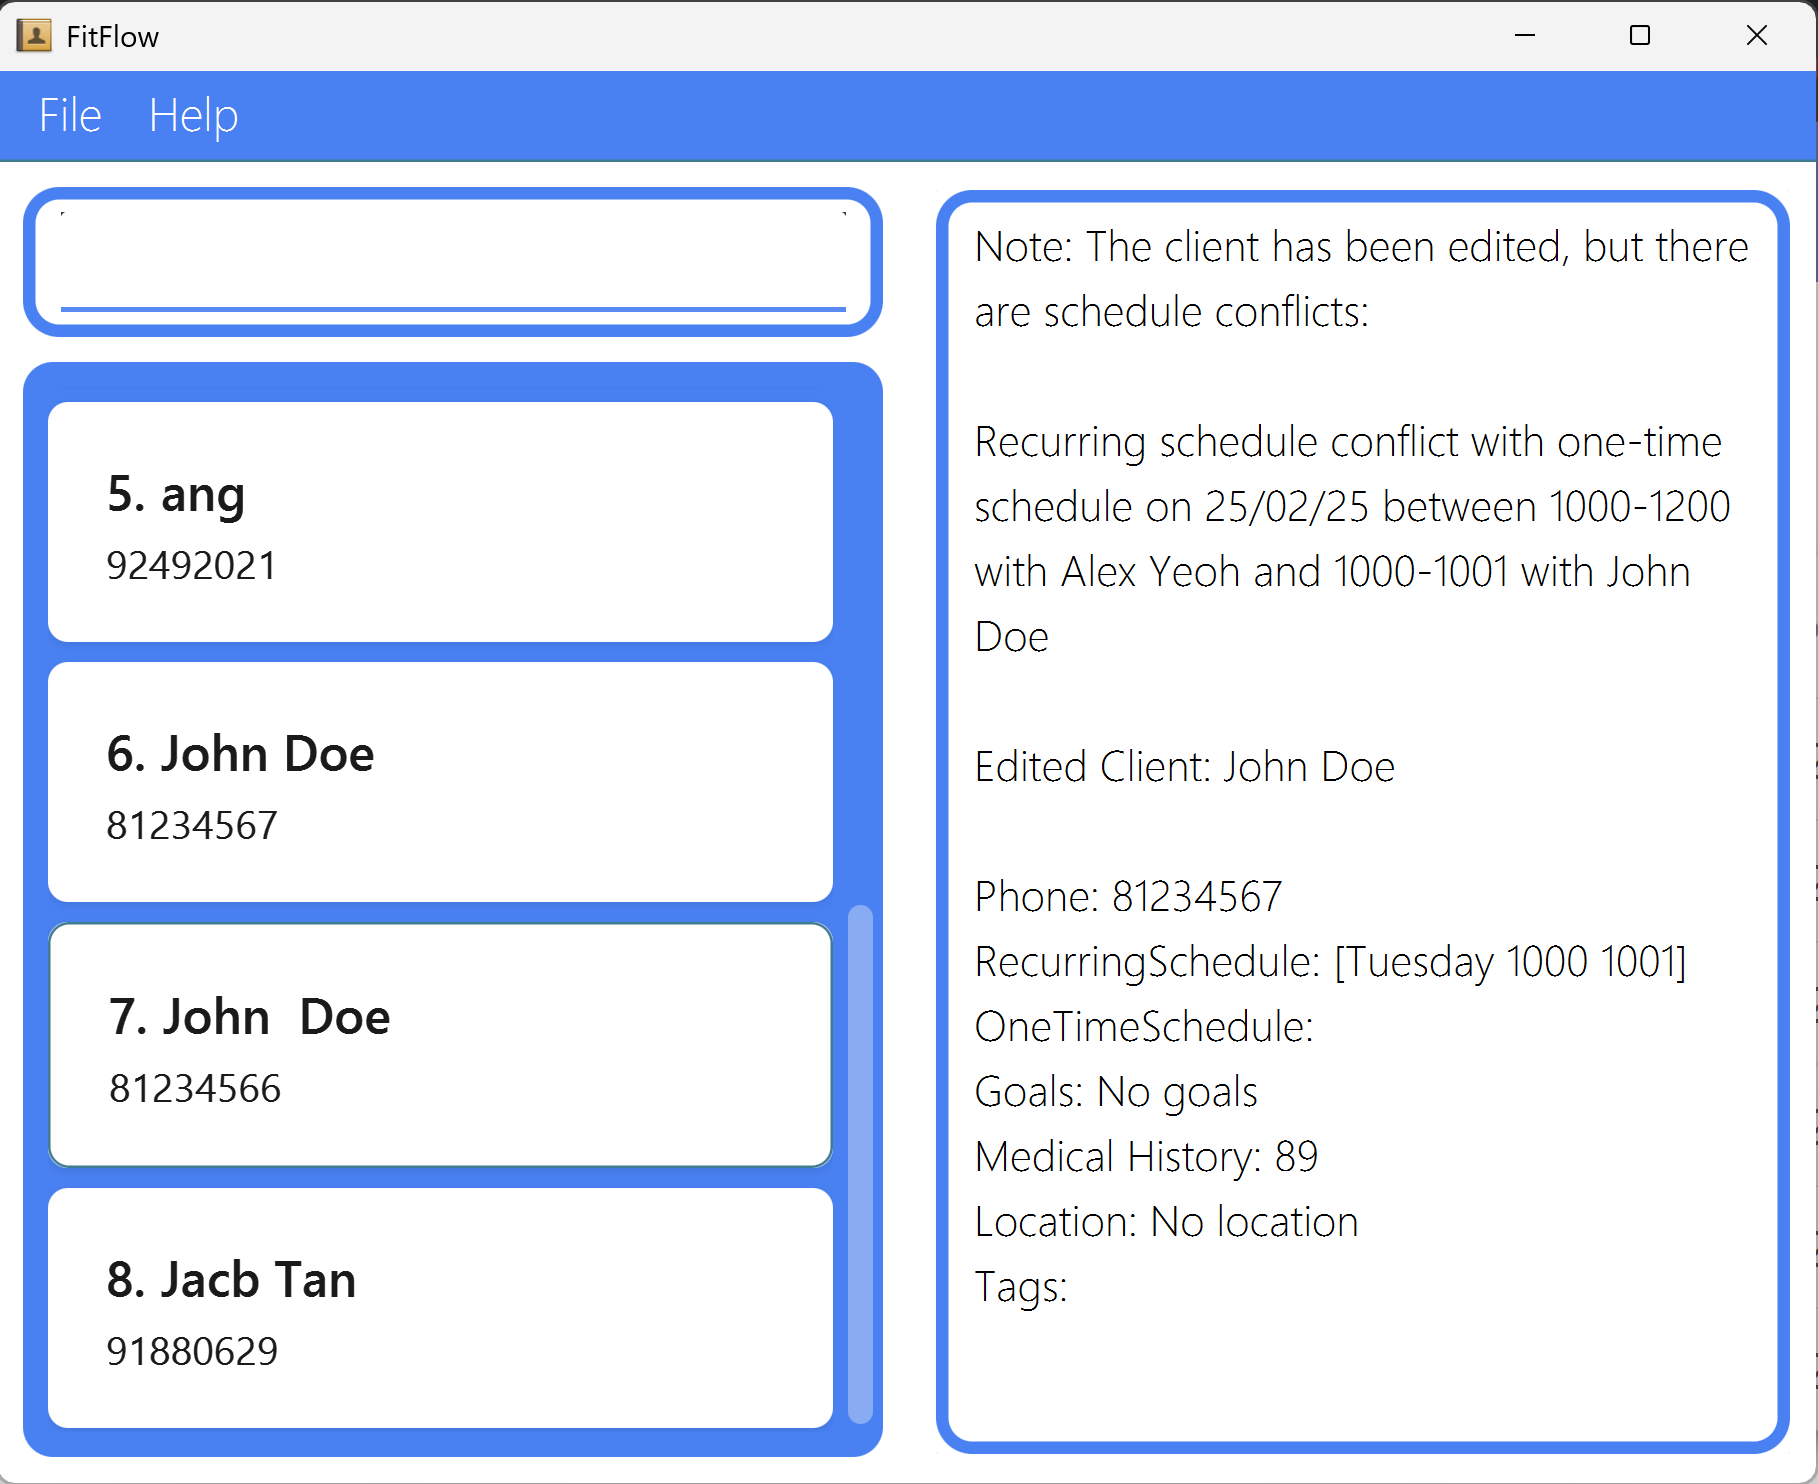 FitFlow
File Help
5. ang
92492021
6. John Doe
81234567
7. John  Doe
81234566
8. Jacb Tan
91880629
Note: The client has been edited, but there
are schedule conflicts:
Recurring schedule conflict with one-time
schedule on 25/02/25 between 1000-1200
with Alex Yeoh and 1000-1001 with John
Doe
Edited Client: John Doe
Phone: 81234567
RecurringSchedule: [Tuesday 1000 1001]
OneTimeSchedule:
Goals: No goals
Medical History: 89
Location: No location
Tags: